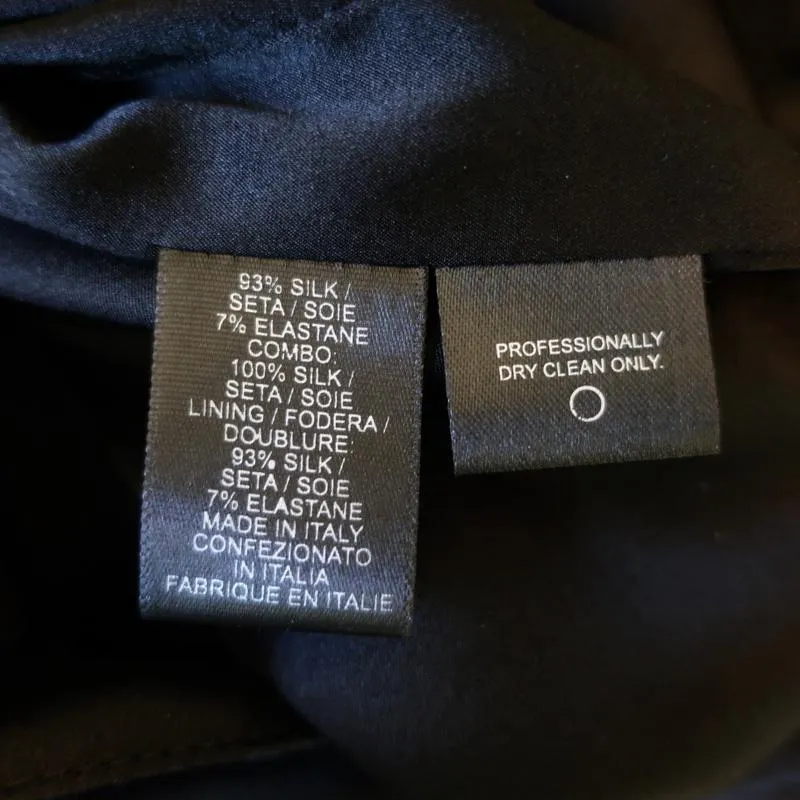 93% SILK /
SETA / SOIE
7% ELASTANE
COMBO:
100% SILK /
SETA / SOIE
LINING / FODERA /
DOUBLURE:
93% SILK /
SETA / SOIE
7% ELASTANE
MADE IN ITALY
CONFEZIONATO
IN ITALIA
FABRIQUE EN ITALIE
PROFESSIONALLY
DRY CLEAN ONLY.